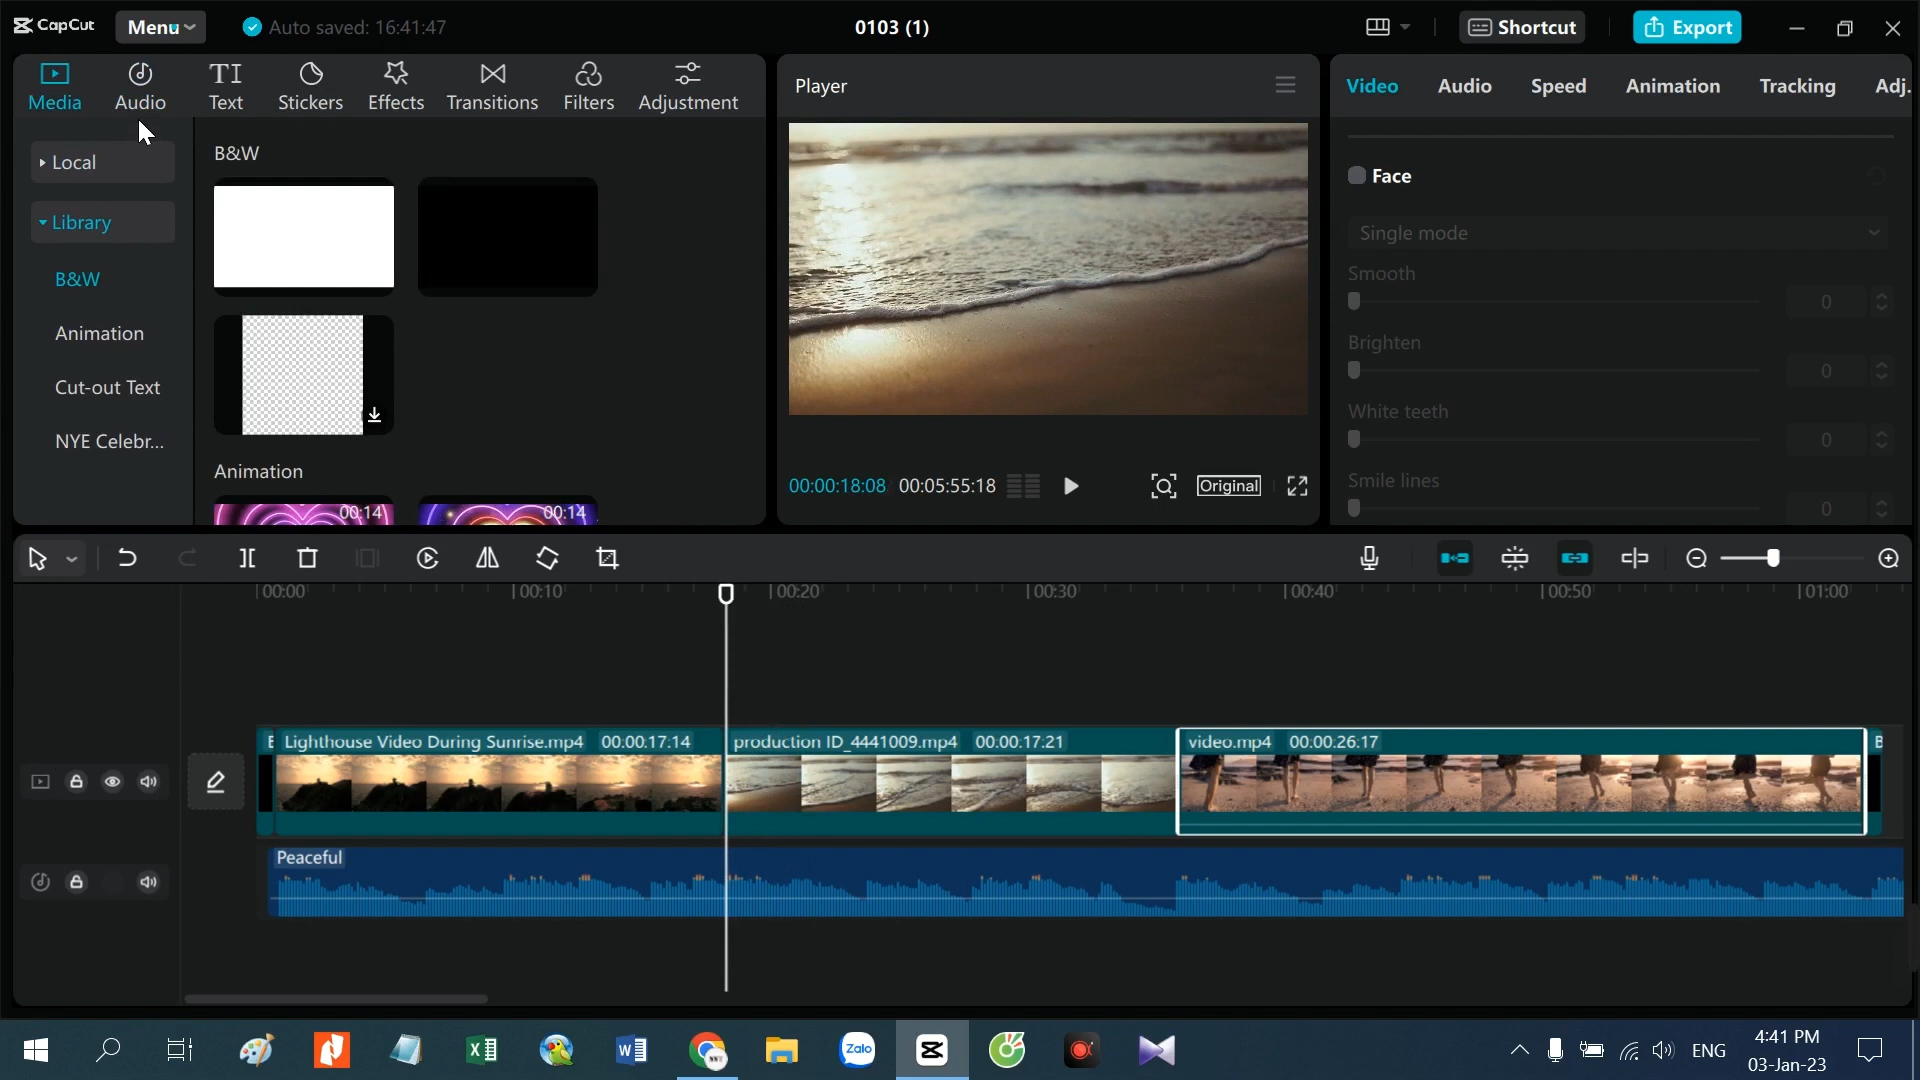 CapCut Menu Auto saved: 16:41:47 0103 (1) Shortcut Export
Media Audio Text Stickers Effects Transitions Filters Adjustment
Local
Library
B&W
Animation
Cut-out Text
NYE Celebr...
B&W
Animation
00:14 00:14
Player
00:00:18:08 00:05:55:18 Original
Video Audio Speed Animation Tracking Adj.
Face
Single mode
Smooth
0
Brighten
0
White teeth
0
Smile lines
0
00:00 00:10 00:20 00:30 00:40 00:50 01:00
Lighthouse Video During Sunrise.mp4 00:00:17:14 production ID_4441009.mp4 00:00:17:21 video.mp4 00:00:26:17
Peaceful
Zalo
ENG
4:41 PM
03-Jan-23